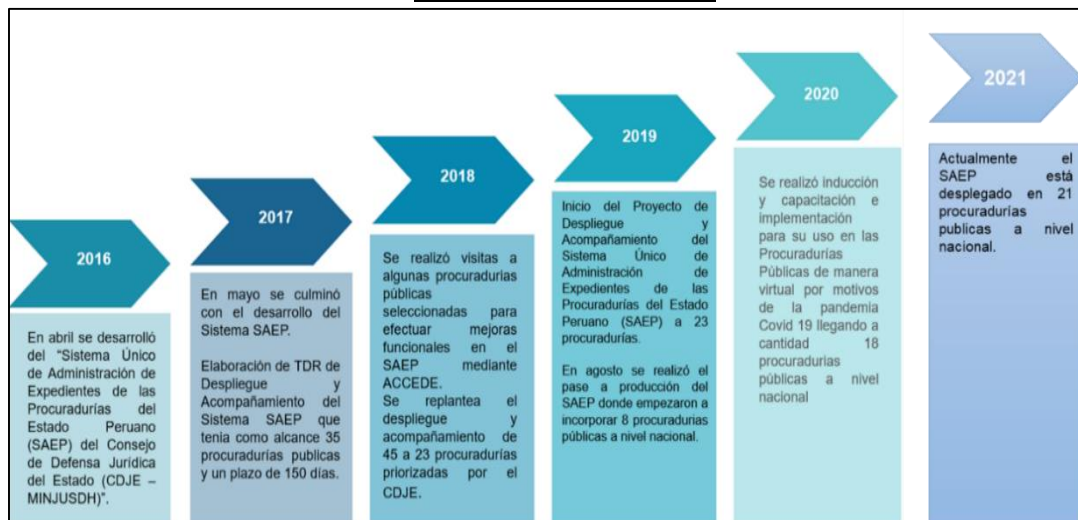 2016
En abril se desarrolló
del "Sistema Único
de Administración de
Expedientes de las
Procuradurías del
Estado Peruano
(SAEP) del Consejo
de Defensa Jurídica
del Estado (CDJE –
MINJUSDH)".
2017
En mayo se culminó
con el desarrollo del
Sistema SAEP.
Elaboración de TDR de
Despliegue y
Acompañamiento del
Sistema SAEP que
tenia como alcance 35
procuradurías publicas
y un plazo de 150 días.
2018
Se realizó visitas a
algunas procuradurias
públicas
seleccionadas para
efectuar mejoras
funcionales en el
SAEP mediante
ACCEDE.
Se replantea el
despliegue y
acompañamiento de
45 a 23 procuradurías
priorizadas por el
CDJE.
2019
Inicio del Proyecto de
Despliegue y
Acompañamiento del
Sistema Único de
Administración de
Expedientes de las
Procuradurías del Estado
Peruano (SAEP) a 23
procuradurías.
En agosto se realizó el
pase a producción del
SAEP donde empezaron a
incorporar 8 procuradurias
públicas a nivel nacional.
2020
Se realizó inducción
y capacitación e
implementación
para su uso en las
Procuradurías
Públicas de manera
virtual por motivos
de la pandemia
Covid 19 llegando a
cantidad 18
procuradurias
públicas a nivel
nacional
2021
Actualmente el
SAEP está
desplegado en 21
procuradurías
publicas a nivel
nacional.